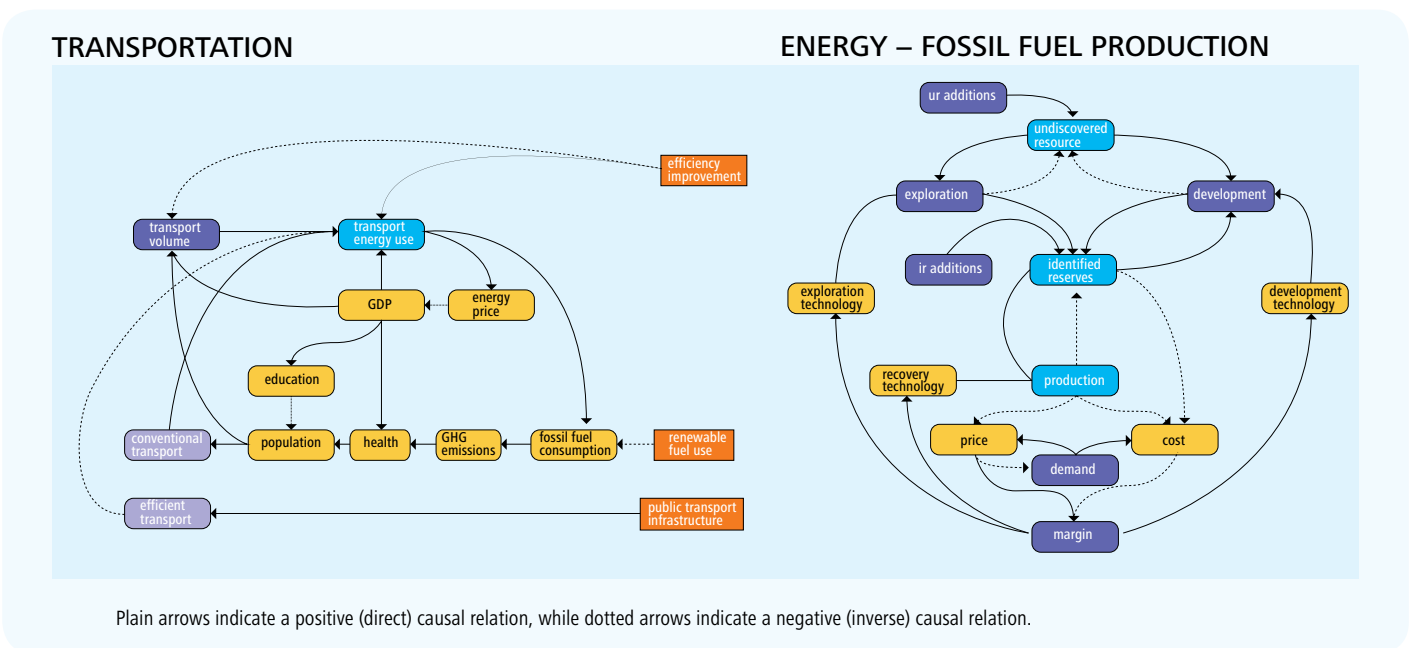 TRANSPORTATION
efficiency
improvement
transport
volume
transport
energy use
GDP
energy
price
education
conventional
transport
population
health
GHG
emissions
fossil fuel
consumption
renewable
fuel use
efficient
transport
public transport
infrastructure
ENERGY – FOSSIL FUEL PRODUCTION
ur additions
undiscovered
resource
exploration
development
ir additions
identified
reserves
exploration
technology
development
technology
recovery
technology
production
price
cost
demand
margin
Plain arrows indicate a positive (direct) causal relation, while dotted arrows indicate a negative (inverse) causal relation.